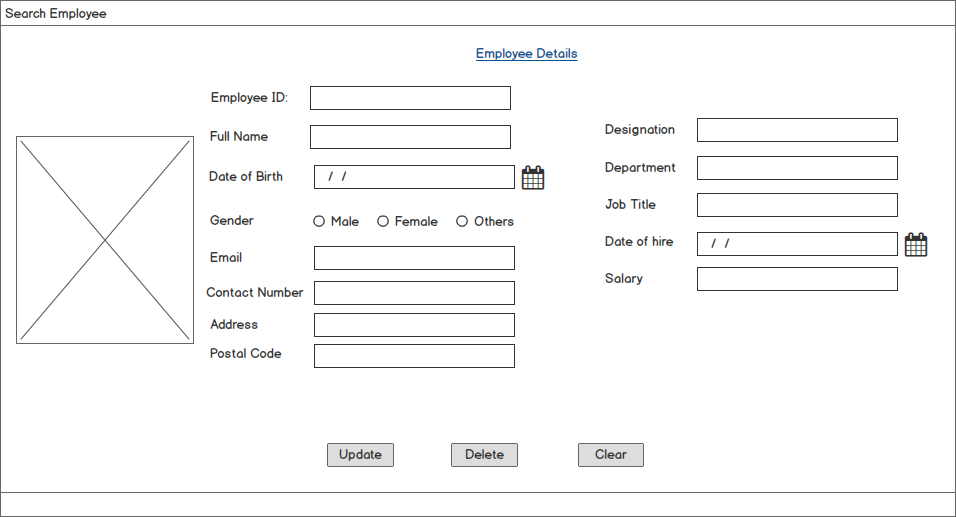 Search Employee
Employee Details
Employee ID:
Full Name
Date of Birth
/ /
Gender
Male
Female
Others
Email
Contact Number
Address
Postal Code
Designation
Department
Job Title
Date of hire
/ /
Salary
Update
Delete
Clear